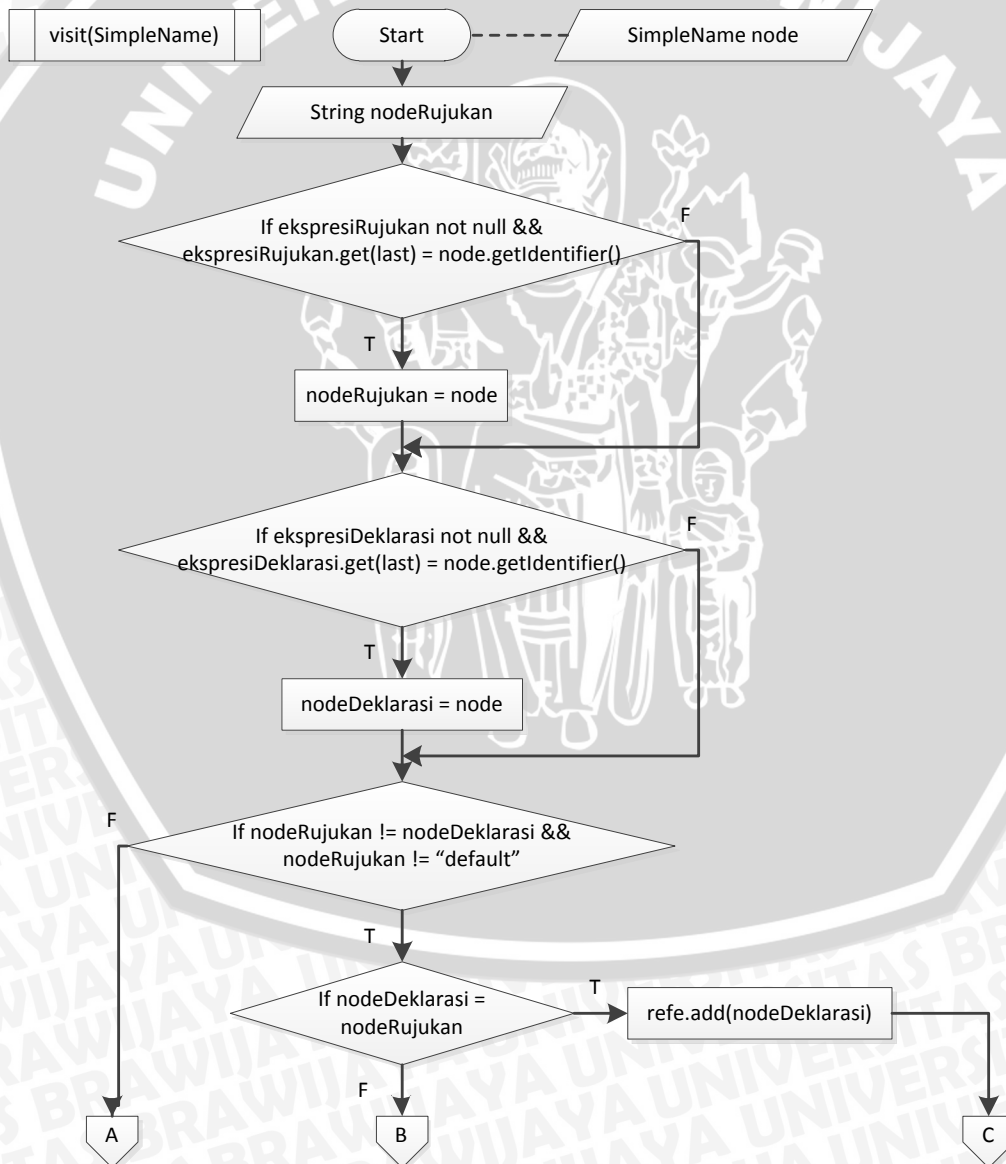 visit(SimpleName)
Start
SimpleName node
String nodeRujukan
If ekspresiRujukan not null &&
ekspresiRujukan.get(last) = node.getIdentifier()
F
T
nodeRujukan = node
If ekspresiDeklarasi not null &&
ekspresiDeklarasi.get(last) = node.getIdentifier()
F
T
nodeDeklarasi = node
If nodeRujukan != nodeDeklarasi &&
nodeRujukan != “default”
F
T
If nodeDeklarasi =
nodeRujukan
T
refe.add(nodeDeklarasi)
F
A
B
C